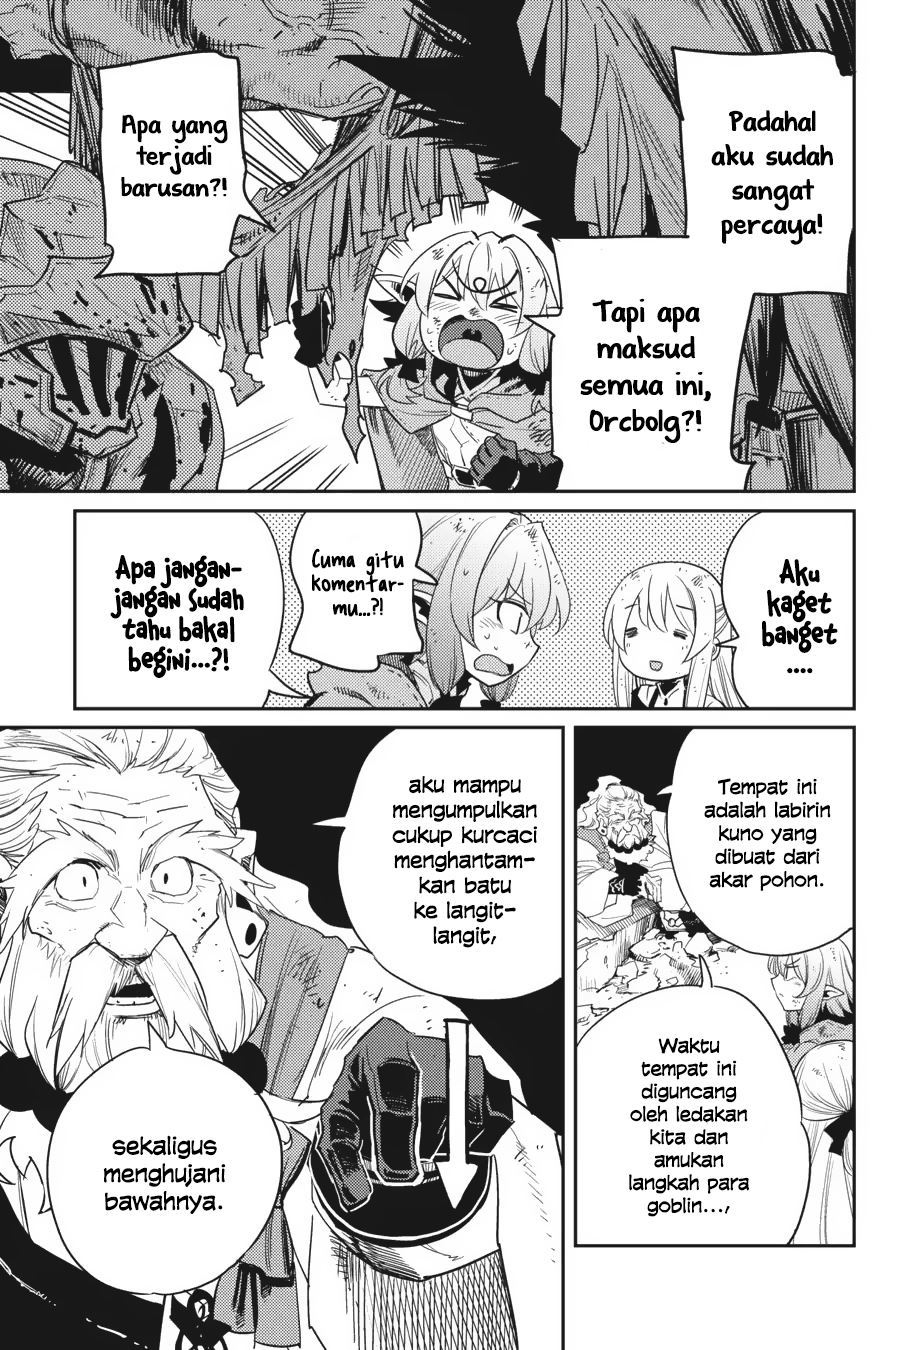 Padahal
aku sudah
sangat
percaya!
Tapi apa
maksud
semua ini,
Orcbolg?!
Apa yang
terjadi
barusan?!
Aku
kaget
banget
....
Cuma gitu
komentar-
mu...?!
Apa jangan-
jangan Sudah
tahu bakal
begini...?!
Tempat ini
adalah labirin
kuno yang
dibuat dari
akar pohon.
Waktu
tempat ini
diguncang
oleh ledakan
kita dan
amukan
langkah para
goblin...,
aku mampu
mengumpulkan
cukup kurcaci
menghantam-
kan batu
ke langit-
langit,
sekaligus
menghujani
bawahnya.